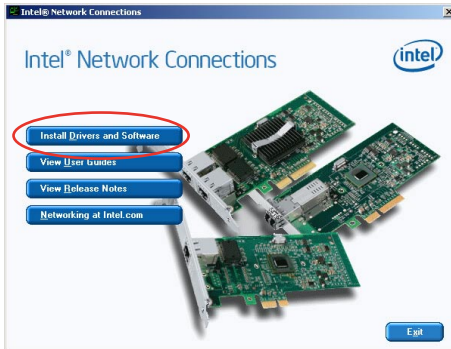 Intel® Network Connections
Intel® Network Connections
intel®
Install Drivers and Software
View User Guides
View Release Notes
Networking at Intel.com
Exit